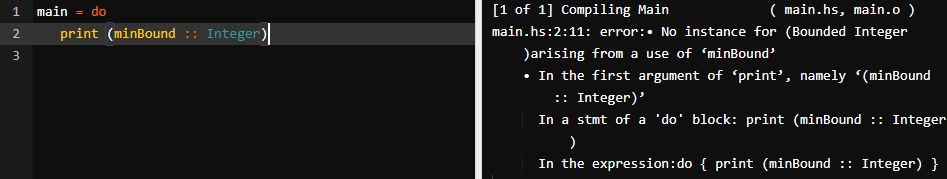 1 main = do
2 print (minBound :: Integer)
3
[1 of 1] Compiling Main ( main.hs, main.o )
main.hs:2:11: error:• No instance for (Bounded Integer
)arising from a use of ‘minBound’
• In the first argument of ‘print’, namely ‘(minBound
:: Integer)’
In a stmt of a 'do' block: print (minBound :: Integer
)
In the expression:do { print (minBound :: Integer) }